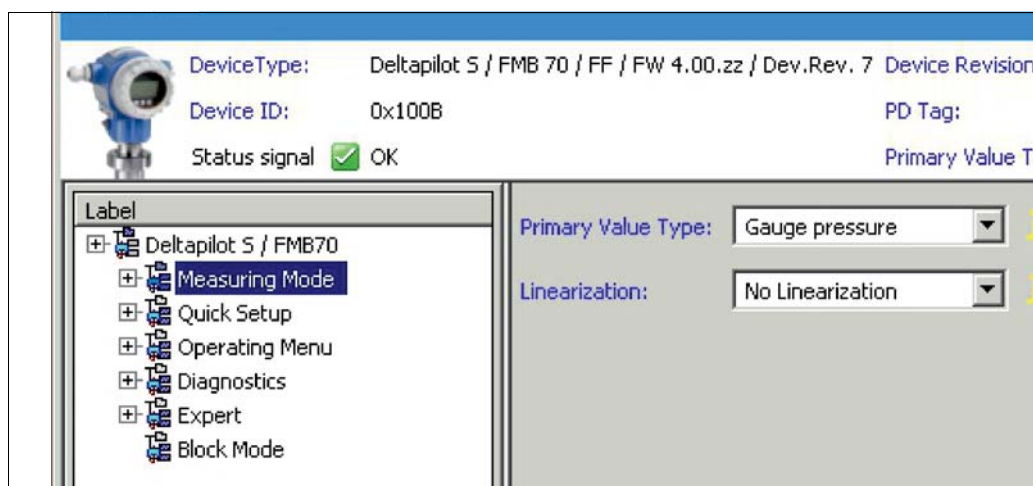 DeviceType: Deltapilot S / FMB 70 / FF / FW 4.00.zz / Dev.Rev. 7 Device Revision
Device ID: 0x100B PD Tag:
Status signal OK Primary Value T
Label
Deltapilot S / FMB70
Measuring Mode
Quick Setup
Operating Menu
Diagnostics
Expert
Block Mode
Primary Value Type: Gauge pressure
Linearization: No Linearization